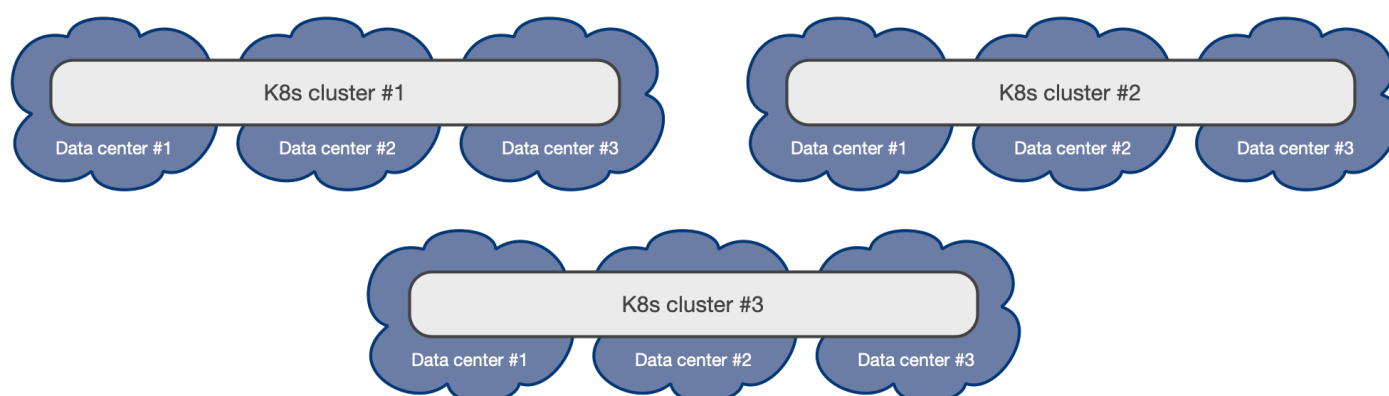 K8s cluster #1
Data center #1
Data center #2
Data center #3
K8s cluster #2
Data center #1
Data center #2
Data center #3
K8s cluster #3
Data center #1
Data center #2
Data center #3